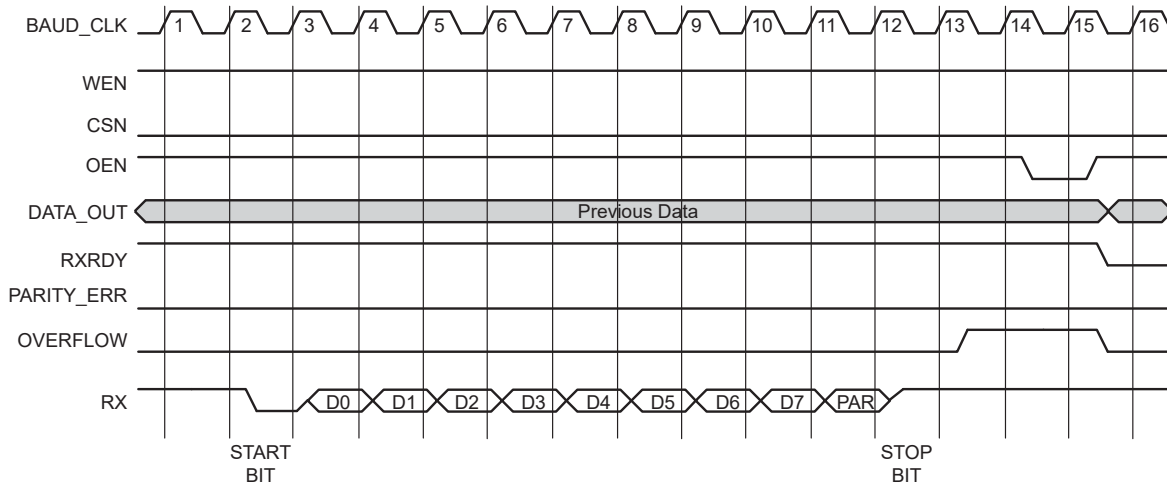 BAUD_CLK 1 2 3 4 5 6 7 8 9 10 11 12 13 14 15 16
WEN
CSN
OEN
DATA_OUT Previous Data
RXRDY
PARITY_ERR
OVERFLOW
RX D0 D1 D2 D3 D4 D5 D6 D7 PAR
START
BIT
STOP
BIT